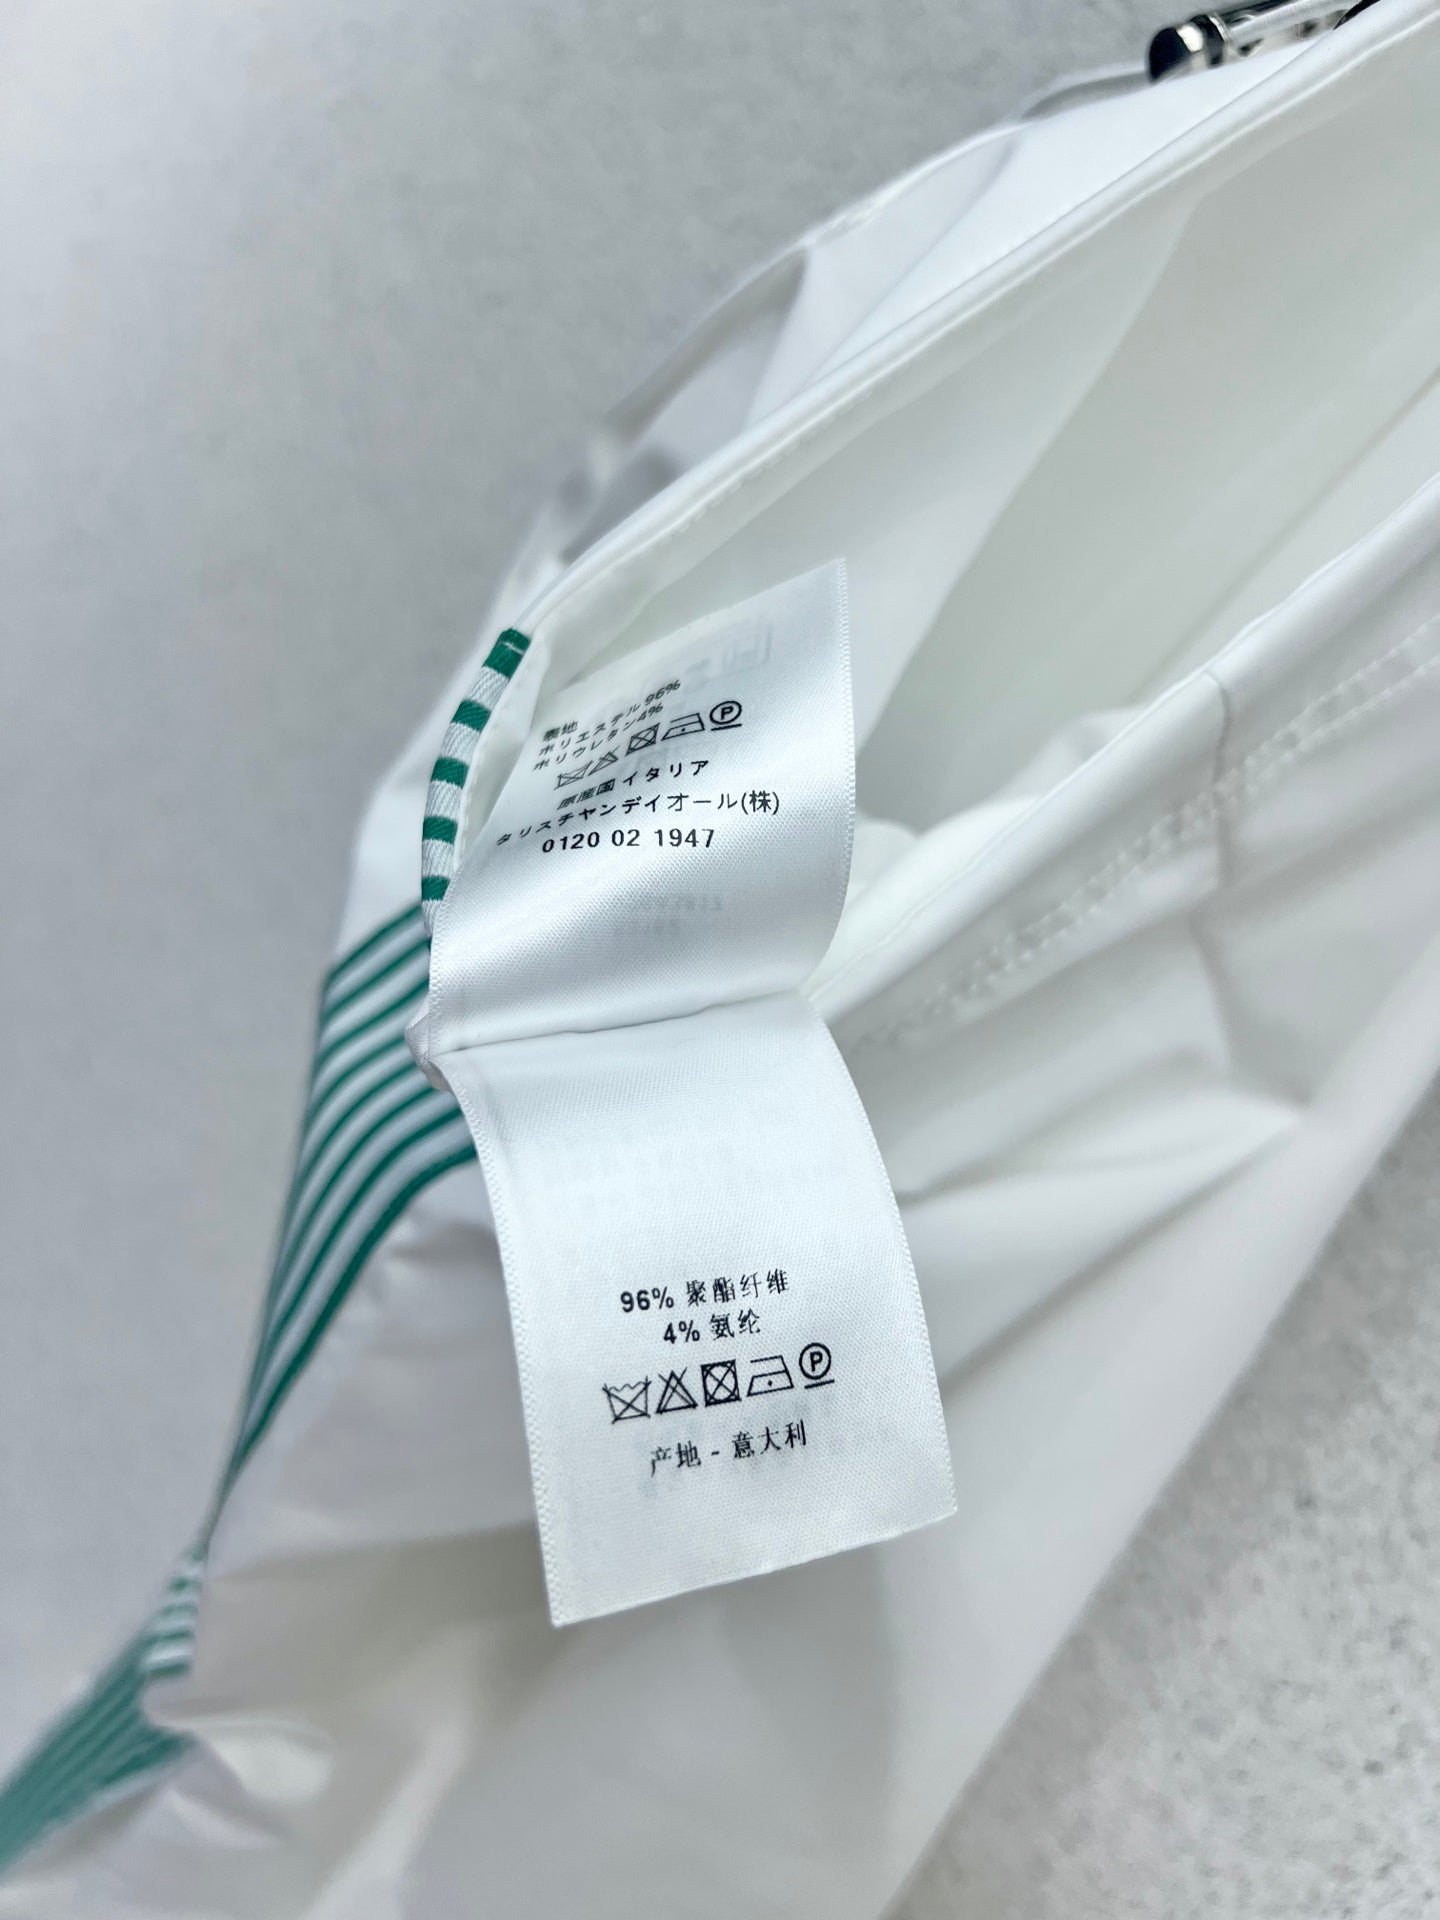 表地
ポリエステル96%
ポリウレタン4%
原産国イタリア
クリスチャンディオール(株)
0120 02 1947
96% 聚酯纤维
4% 氨纶
P
产地 - 意大利